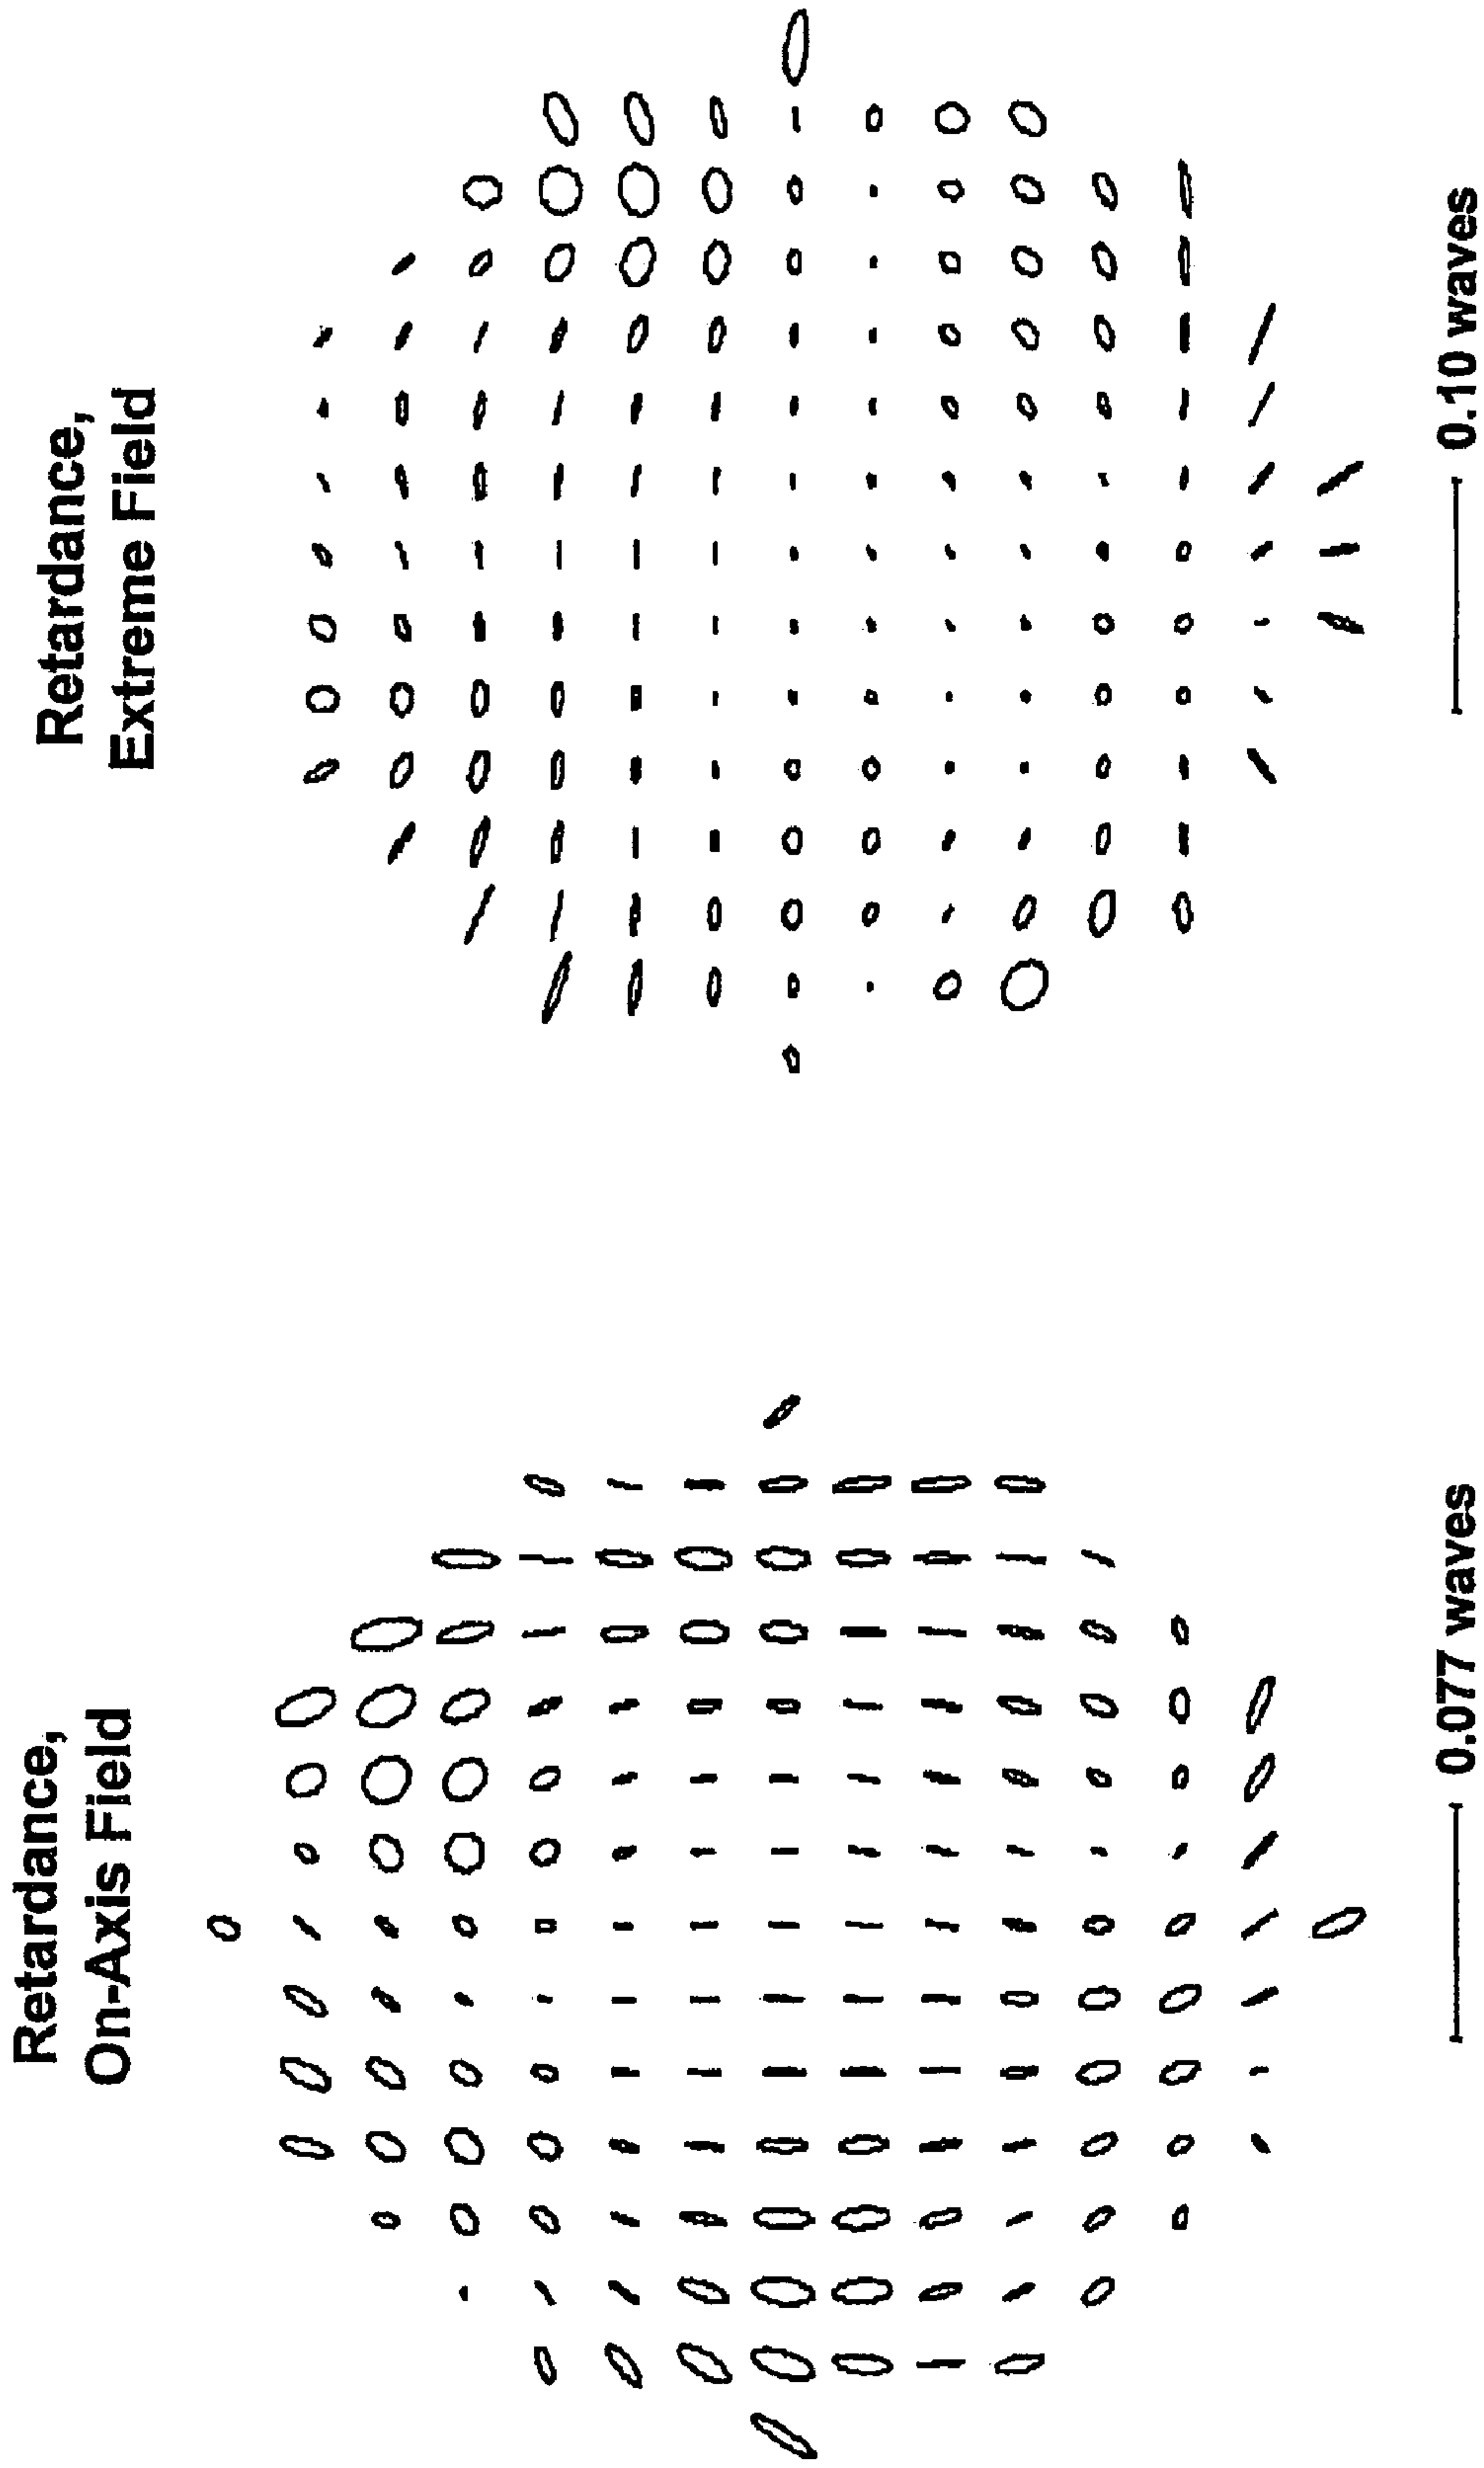 Retardance,
On-Axis Field
0.077 waves
Retardance,
Extreme Field
0.10 waves